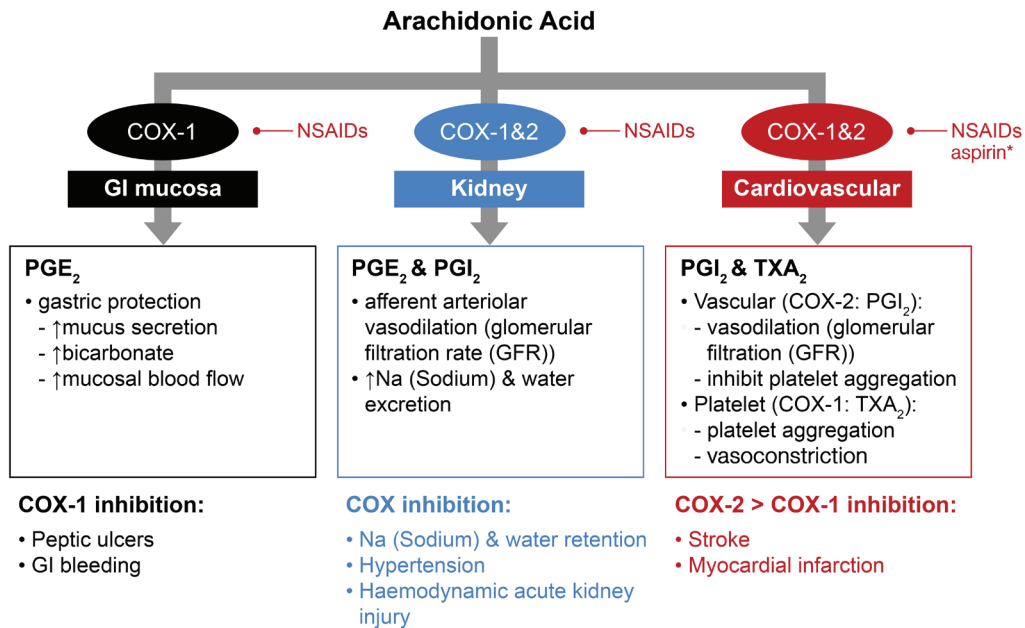 Arachidonic Acid
COX-1
NSAIDs
COX-1&2
NSAIDs
COX-1&2
NSAIDs
aspirin*
GI mucosa
Kidney
Cardiovascular
PGE₂
• gastric protection
- ↑mucus secretion
- ↑bicarbonate
- ↑mucosal blood flow
PGE₂ & PGI₂
• afferent arteriolar
vasodilation (glomerular
filtration rate (GFR))
• ↑Na (Sodium) & water
excretion
PGI₂ & TXA₂
• Vascular (COX-2: PGI₂):
- vasodilation (glomerular
filtration (GFR))
- inhibit platelet aggregation
• Platelet (COX-1: TXA₂):
- platelet aggregation
- vasoconstriction
COX-1 inhibition:
• Peptic ulcers
• GI bleeding
COX inhibition:
• Na (Sodium) & water retention
• Hypertension
• Haemodynamic acute kidney
injury
COX-2 > COX-1 inhibition:
• Stroke
• Myocardial infarction